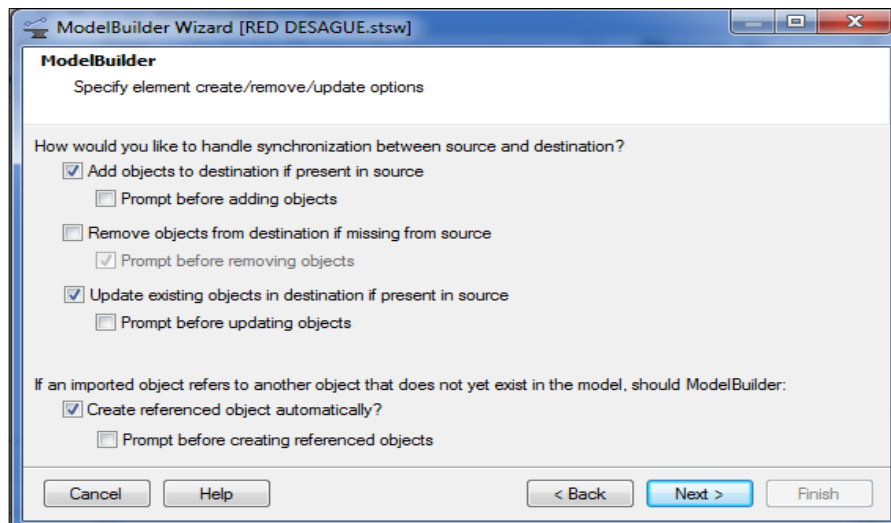 ModelBuilder Wizard [RED DESAGUE.stsw]
ModelBuilder
Specify element create/remove/update options
How would you like to handle synchronization between source and destination?
Add objects to destination if present in source
Prompt before adding objects
Remove objects from destination if missing from source
Prompt before removing objects
Update existing objects in destination if present in source
Prompt before updating objects
If an imported object refers to another object that does not yet exist in the model, should ModelBuilder:
Create referenced object automatically?
Prompt before creating referenced objects
Cancel Help < Back Next > Finish